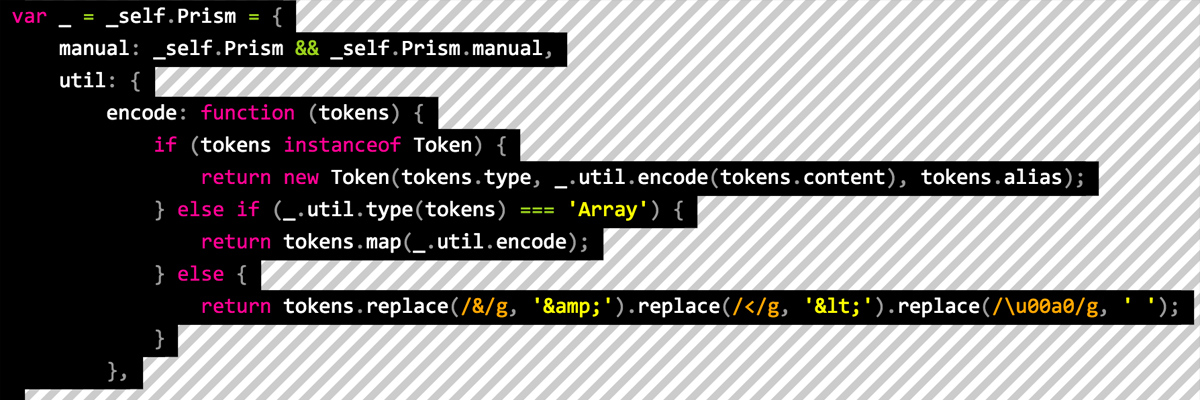 var _ = _self.Prism = {
    manual: _self.Prism && _self.Prism.manual,
    util: {
        encode: function (tokens) {
            if (tokens instanceof Token) {
                return new Token(tokens.type, _.util.encode(tokens.content), tokens.alias);
            } else if (_.util.type(tokens) === 'Array') {
                return tokens.map(_.util.encode);
            } else {
                return tokens.replace(/&/g, '&amp;').replace(/</g, '&lt;').replace(/\u00a0/g, ' ');
            }
        },